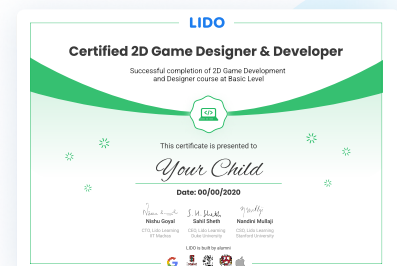 LIDO
Certified 2D Game Designer & Developer
Successful completion of 2D Game Development
and Designer course at Basic Level
This certificate is presented to
Your Child
Date: 00/00/2020
Nishu Goyal Sahil Sheth Nandini Mullaji
CTO, Lido Learning CEO, Lido Learning COO, Lido Learning
IIT Madras Duke University Stanford University
LIDO is built by alumni